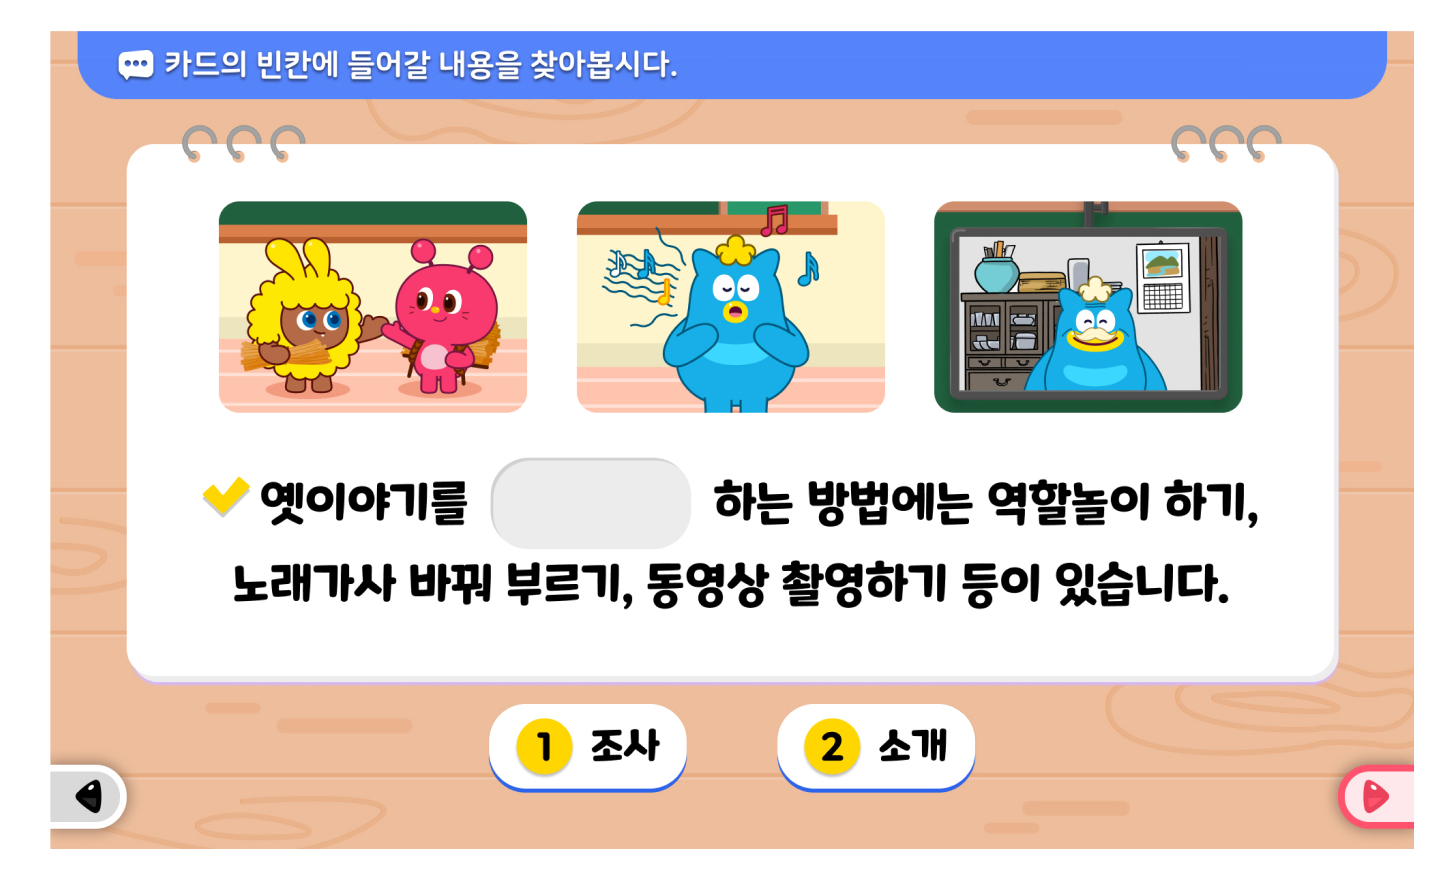 카드의 빈칸에 들어갈 내용을 찾아봅시다.
옛이야기를 하는 방법에는 역할놀이 하기,
노래가사 바꿔 부르기, 동영상 촬영하기 등이 있습니다.
1 조사
2 소개